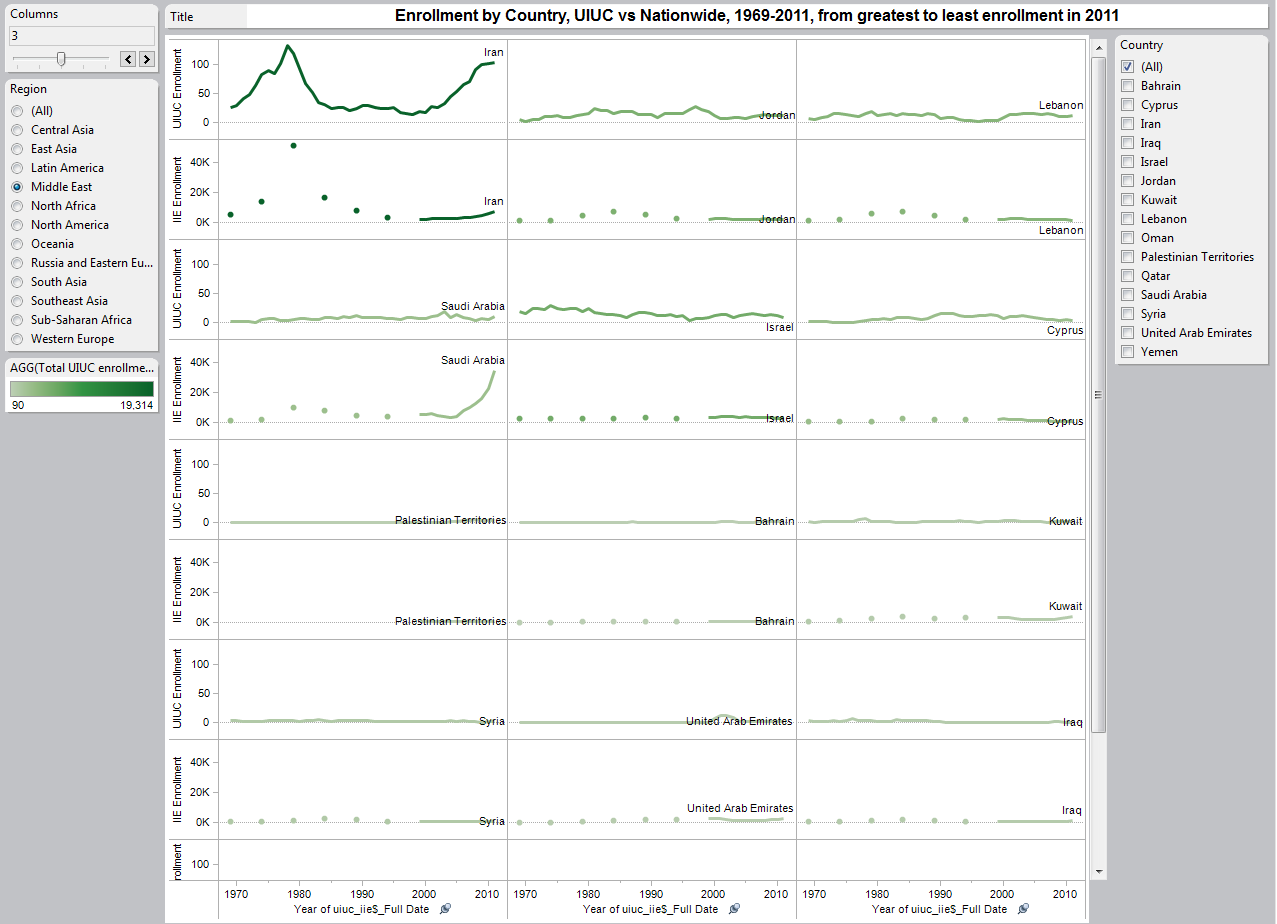 Columns
3
Region
(All)
Central Asia
East Asia
Latin America
Middle East
North Africa
North America
Oceania
Russia and Eastern Eu...
South Asia
Southeast Asia
Sub-Saharan Africa
Western Europe
AGG(Total UIUC enrollme...
90 19,314
Title
Enrollment by Country, UIUC vs Nationwide, 1969-2011, from greatest to least enrollment in 2011
UIUC Enrollment
100
50
0
Iran
Jordan
Lebanon
IIE Enrollment
40K
20K
0K
Iran
Jordan
Lebanon
UIUC Enrollment
100
50
0
Saudi Arabia
Israel
Cyprus
IIE Enrollment
40K
20K
0K
Saudi Arabia
Israel
Cyprus
UIUC Enrollment
100
50
0
Palestinian Territories
Bahrain
Kuwait
IIE Enrollment
40K
20K
0K
Palestinian Territories
Bahrain
Kuwait
UIUC Enrollment
100
50
0
Syria
United Arab Emirates
Iraq
IIE Enrollment
40K
20K
0K
Syria
United Arab Emirates
Iraq
rollment
100
1970 1980 1990 2000 2010
1970 1980 1990 2000 2010
1970 1980 1990 2000 2010
Year of uiuc_iie$_Full Date
Year of uiuc_iie$_Full Date
Year of uiuc_iie$_Full Date
Country
(All)
Bahrain
Cyprus
Iran
Iraq
Israel
Jordan
Kuwait
Lebanon
Oman
Palestinian Territories
Qatar
Saudi Arabia
Syria
United Arab Emirates
Yemen